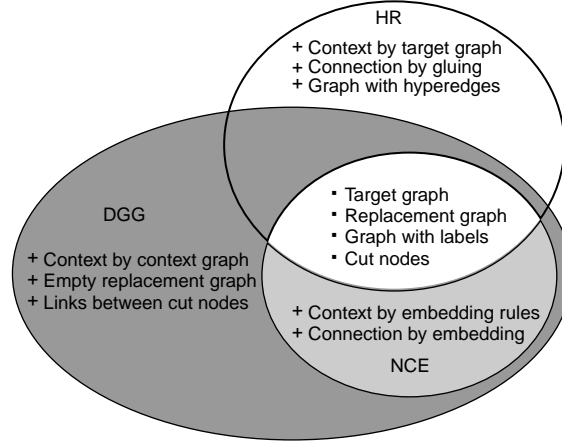 HR
+ Context by target graph
+ Connection by gluing
+ Graph with hyperedges
▪ Target graph
▪ Replacement graph
▪ Graph with labels
▪ Cut nodes
DGG
+ Context by context graph
+ Empty replacement graph
+ Links between cut nodes
+ Context by embedding rules
+ Connection by embedding
NCE